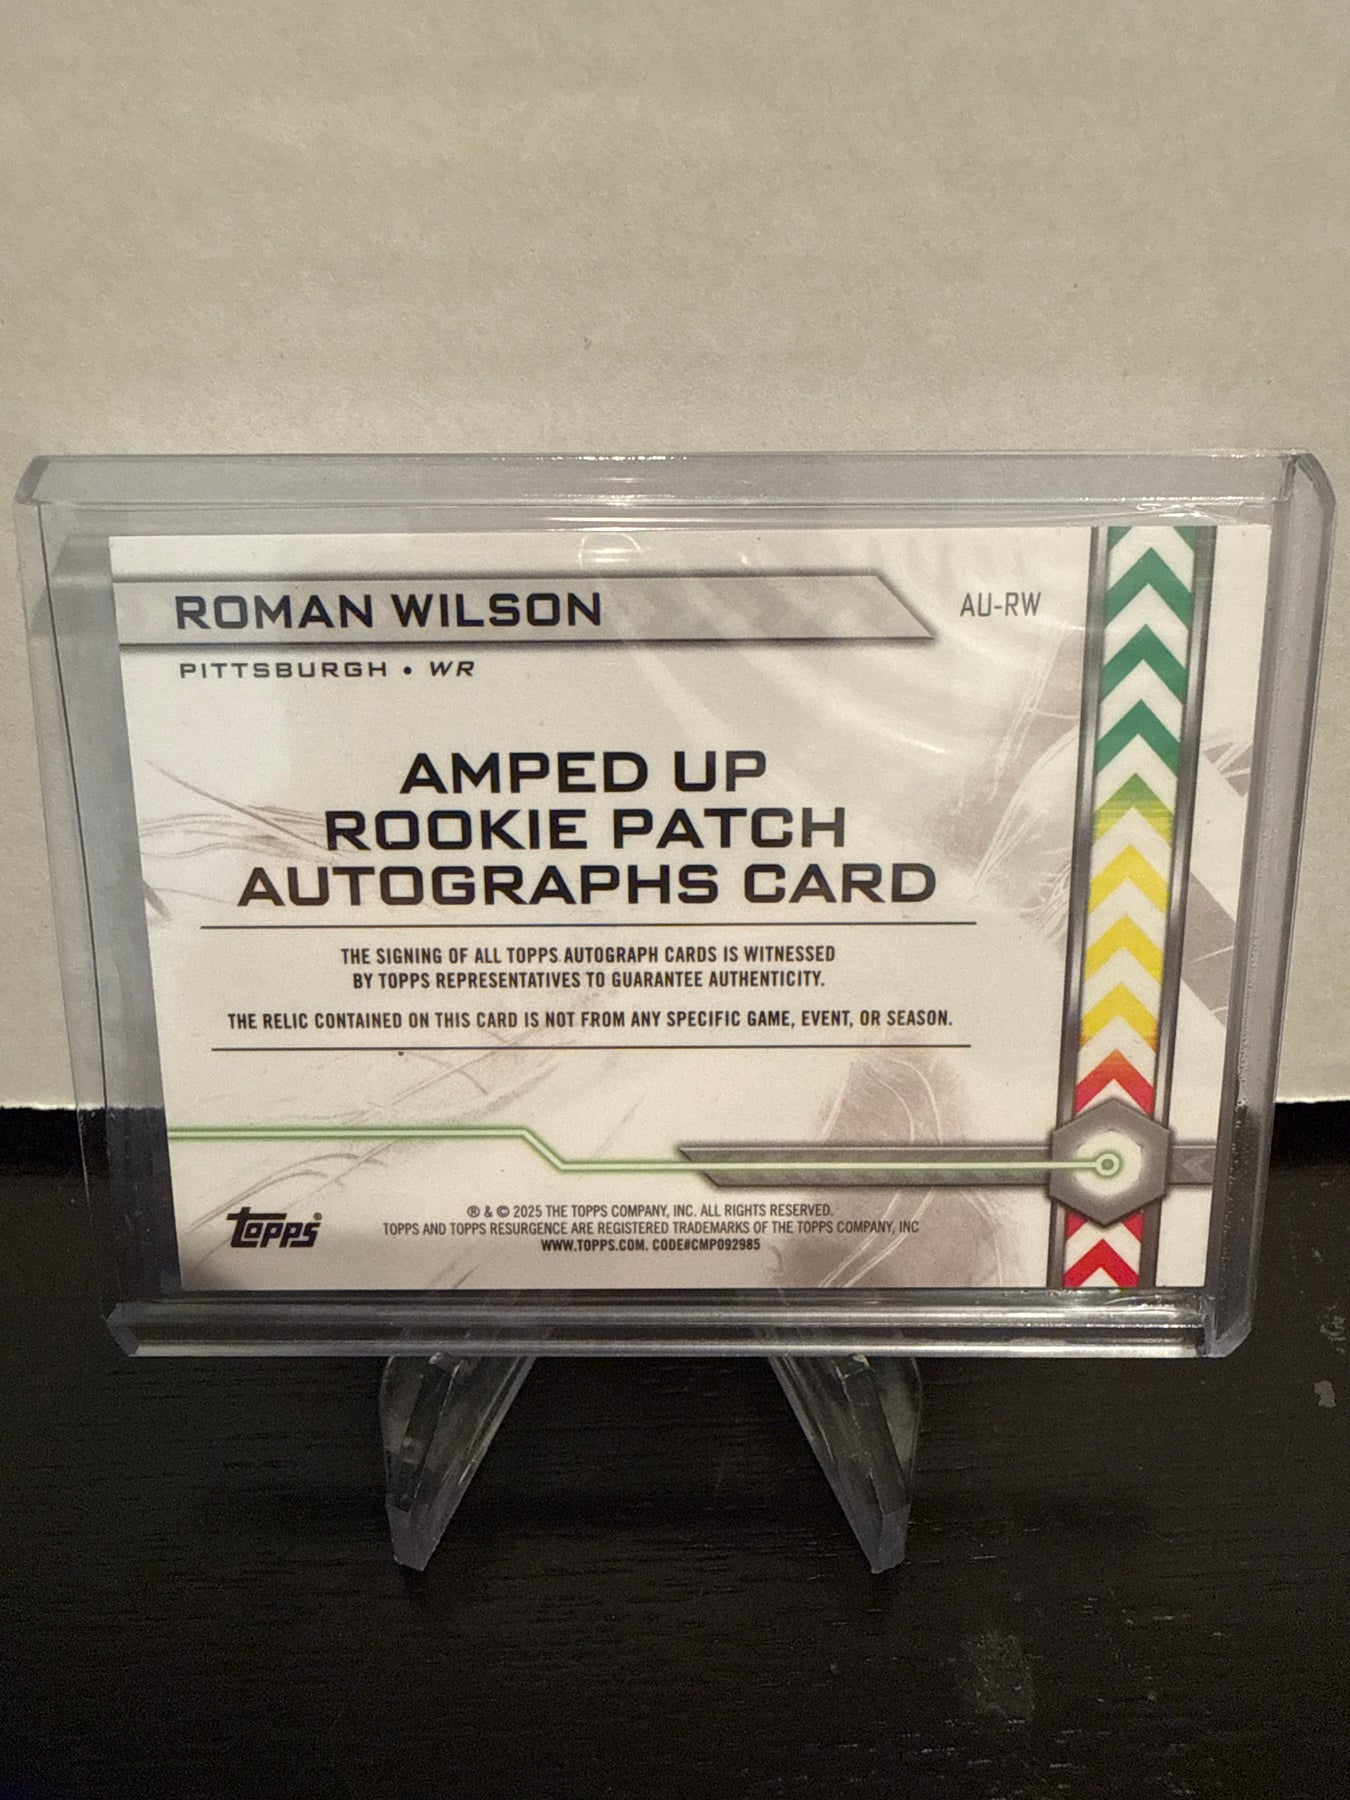 ROMAN WILSON
AU-RW
PITTSBURGH • WR
AMPED UP
ROOKIE PATCH
AUTOGRAPHS CARD
THE SIGNING OF ALL TOPPS AUTOGRAPH CARDS IS WITNESSED
BY TOPPS REPRESENTATIVES TO GUARANTEE AUTHENTICITY.
THE RELIC CONTAINED ON THIS CARD IS NOT FROM ANY SPECIFIC GAME, EVENT, OR SEASON.
topps®
® & © 2025 THE TOPPS COMPANY, INC. ALL RIGHTS RESERVED.
TOPPS AND TOPPS RESURGENCE ARE REGISTERED TRADEMARKS OF THE TOPPS COMPANY, INC
WWW.TOPPS.COM. CODE#CMP092985